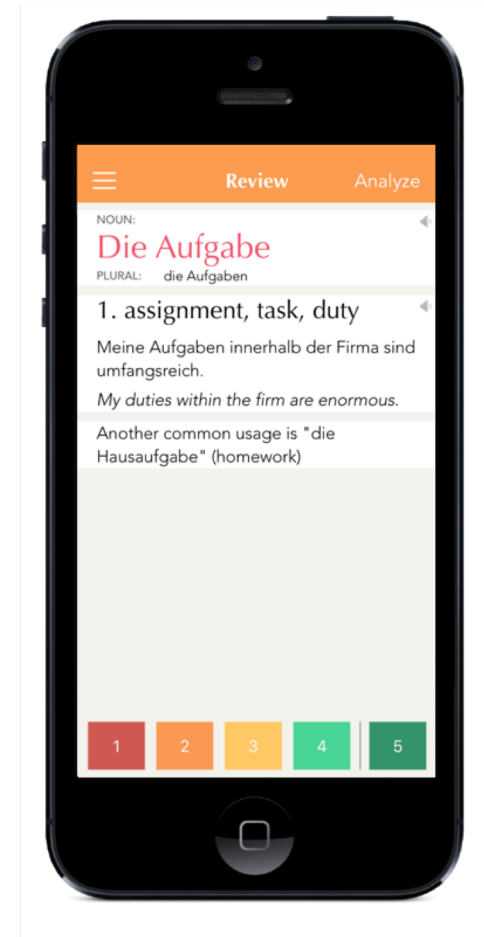 Review Analyze
NOUN:
Die Aufgabe
PLURAL: die Aufgaben
1. assignment, task, duty
Meine Aufgaben innerhalb der Firma sind
umfangsreich.
My duties within the firm are enormous.
Another common usage is "die
Hausaufgabe" (homework)
1 2 3 4 5